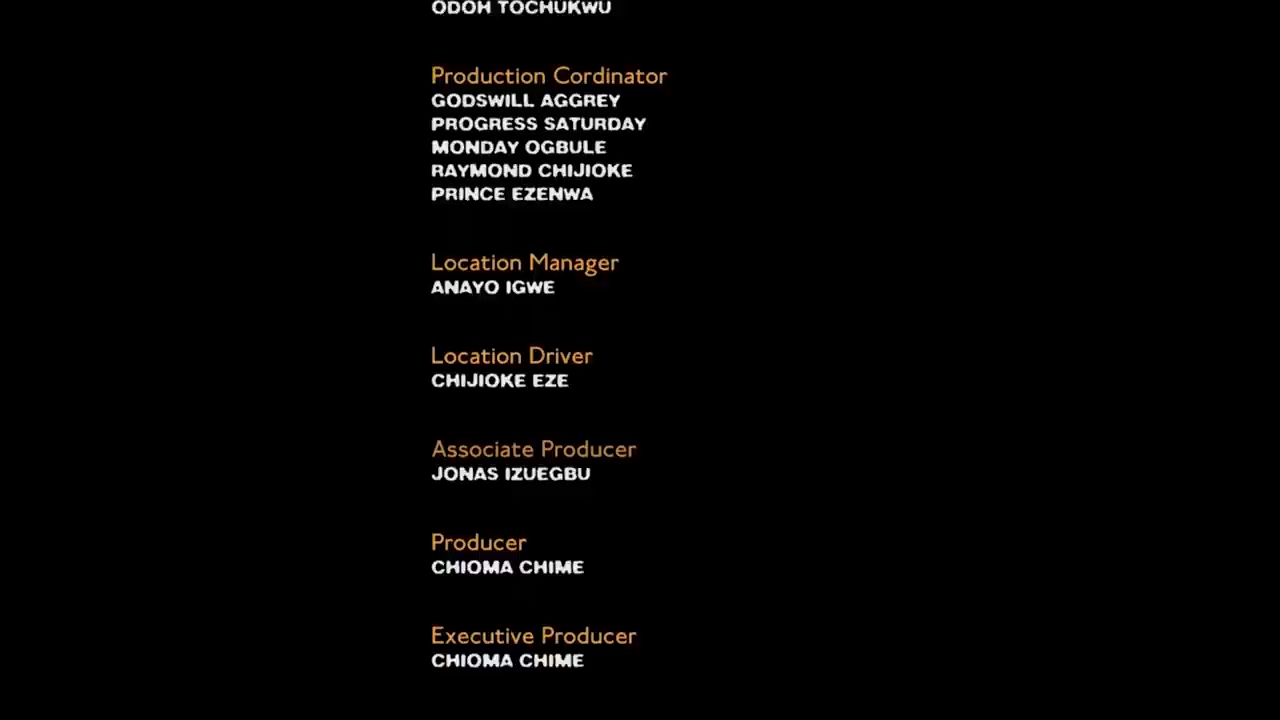 ODOH TOCHUKWU
Production Cordinator
GODSWILL AGGREY
PROGRESS SATURDAY
MONDAY OGBULE
RAYMOND CHIJIOKE
PRINCE EZENWA
Location Manager
ANAYO IGWE
Location Driver
CHIJIOKE EZE
Associate Producer
JONAS IZUEGBU
Producer
CHIOMA CHIME
Executive Producer
CHIOMA CHIME